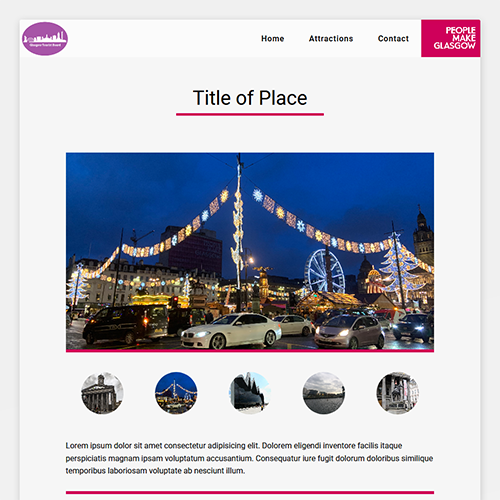 Glasgow Tourist Board
Home Attractions Contact
PEOPLE
MAKE
GLASGOW
Title of Place
Lorem ipsum dolor sit amet consectetur adipisicing elit. Dolorem eligendi inventore facilis itaque
perspiciatis magnam ipsam voluptatum accusantium. Consequatur iure fugit dolorum doloribus similique
temporibus laboriosam voluptate ab nesciunt illum.